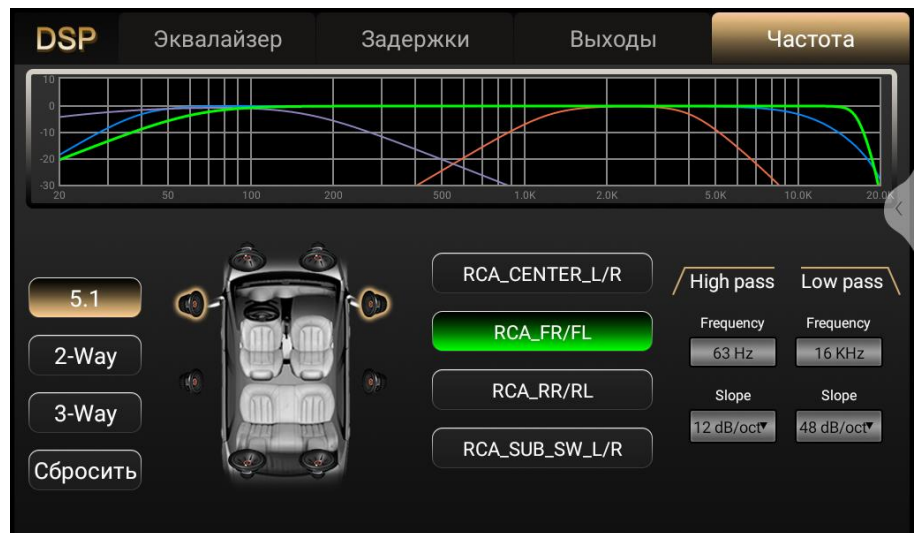 DSP Эквалайзер Задержки Выходы Частота
10
0
-10
-20
-30
20 50 100 200 500 1.0K 2.0K 5.0K 10.0K 20.0K
5.1
2-Way
3-Way
Сбросить
RCA_CENTER_L/R
RCA_FR/FL
RCA_RR/RL
RCA_SUB_SW_L/R
High pass Low pass
Frequency Frequency
63 Hz 16 KHz
Slope Slope
12 dB/oct 48 dB/oct